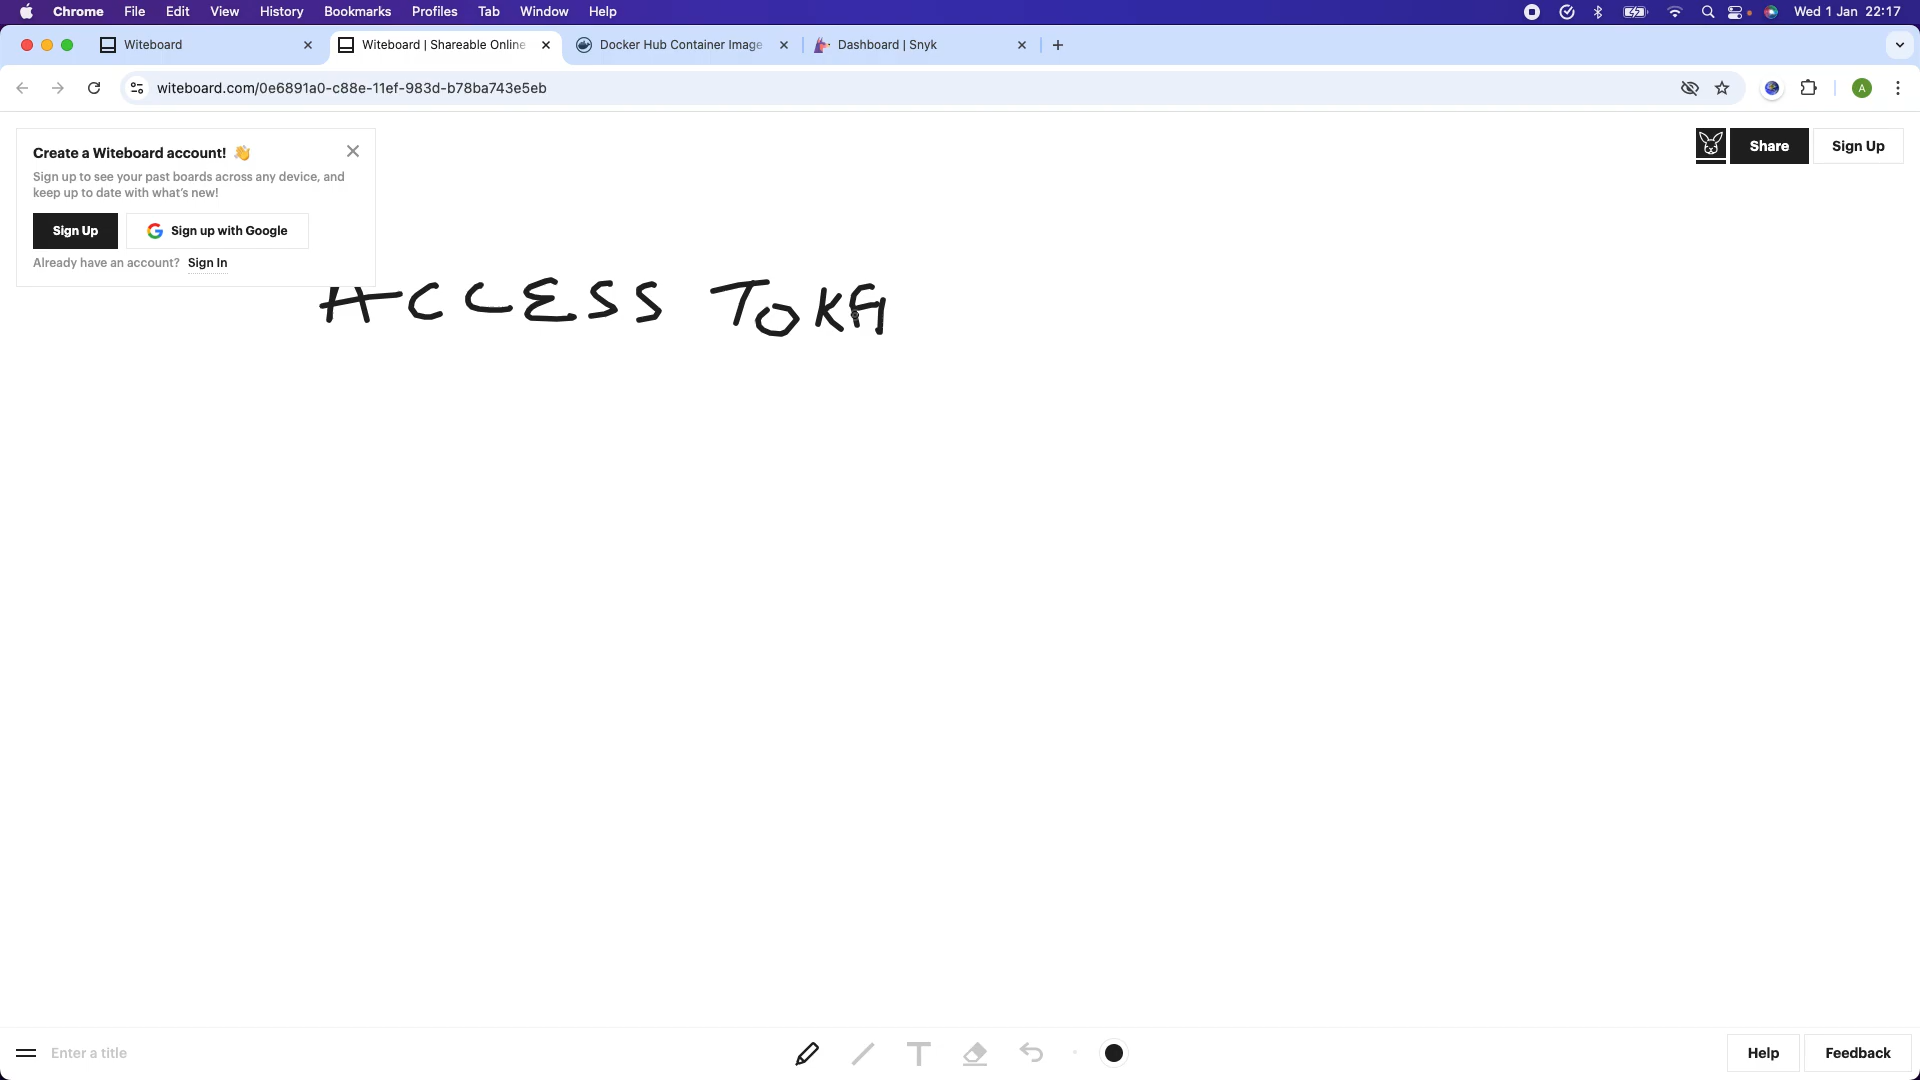 Chrome File Edit View History Bookmarks Profiles Tab Window Help Wed 1 Jan 22:17
Witeboard Witeboard | Shareable Online Docker Hub Container Image Dashboard | Snyk
witeboard.com/0e6891a0-c88e-11ef-983d-b78ba743e5eb A
Create a Witeboard account! 👋
Sign up to see your past boards across any device, and
keep up to date with what's new!
Sign Up Sign up with Google
Already have an account? Sign In
Share Sign Up
ACCESS
Enter a title T Help Feedback